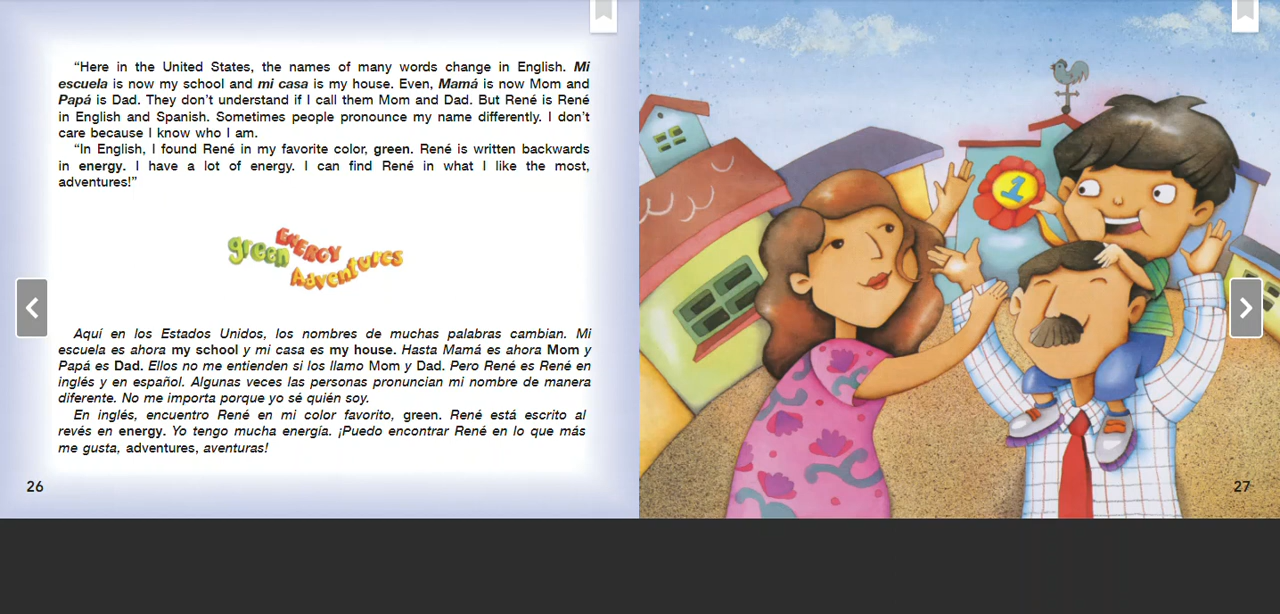 “Here in the United States, the names of many words change in English. Mi
escuela is now my school and mi casa is my house. Even, Mamá is now Mom and
Papá is Dad. They don’t understand if I call them Mom and Dad. But René is René
in English and Spanish. Sometimes people pronounce my name differently. I don’t
care because I know who I am.
“In English, I found René in my favorite color, green. René is written backwards
in energy. I have a lot of energy. I can find René in what I like the most,
adventures!”
green ENERGY
Adventures
Aquí en los Estados Unidos, los nombres de muchas palabras cambian. Mi
escuela es ahora my school y mi casa es my house. Hasta Mamá es ahora Mom y
Papá es Dad. Ellos no me entienden si los llamo Mom y Dad. Pero René es René en
inglés y en español. Algunas veces las personas pronuncian mi nombre de manera
diferente. No me importa porque yo sé quién soy.
En inglés, encuentro René en mi color favorito, green. René está escrito al
revés en energy. Yo tengo mucha energía. ¡Puedo encontrar René en lo que más
me gusta, adventures, aventuras!
26
1
27